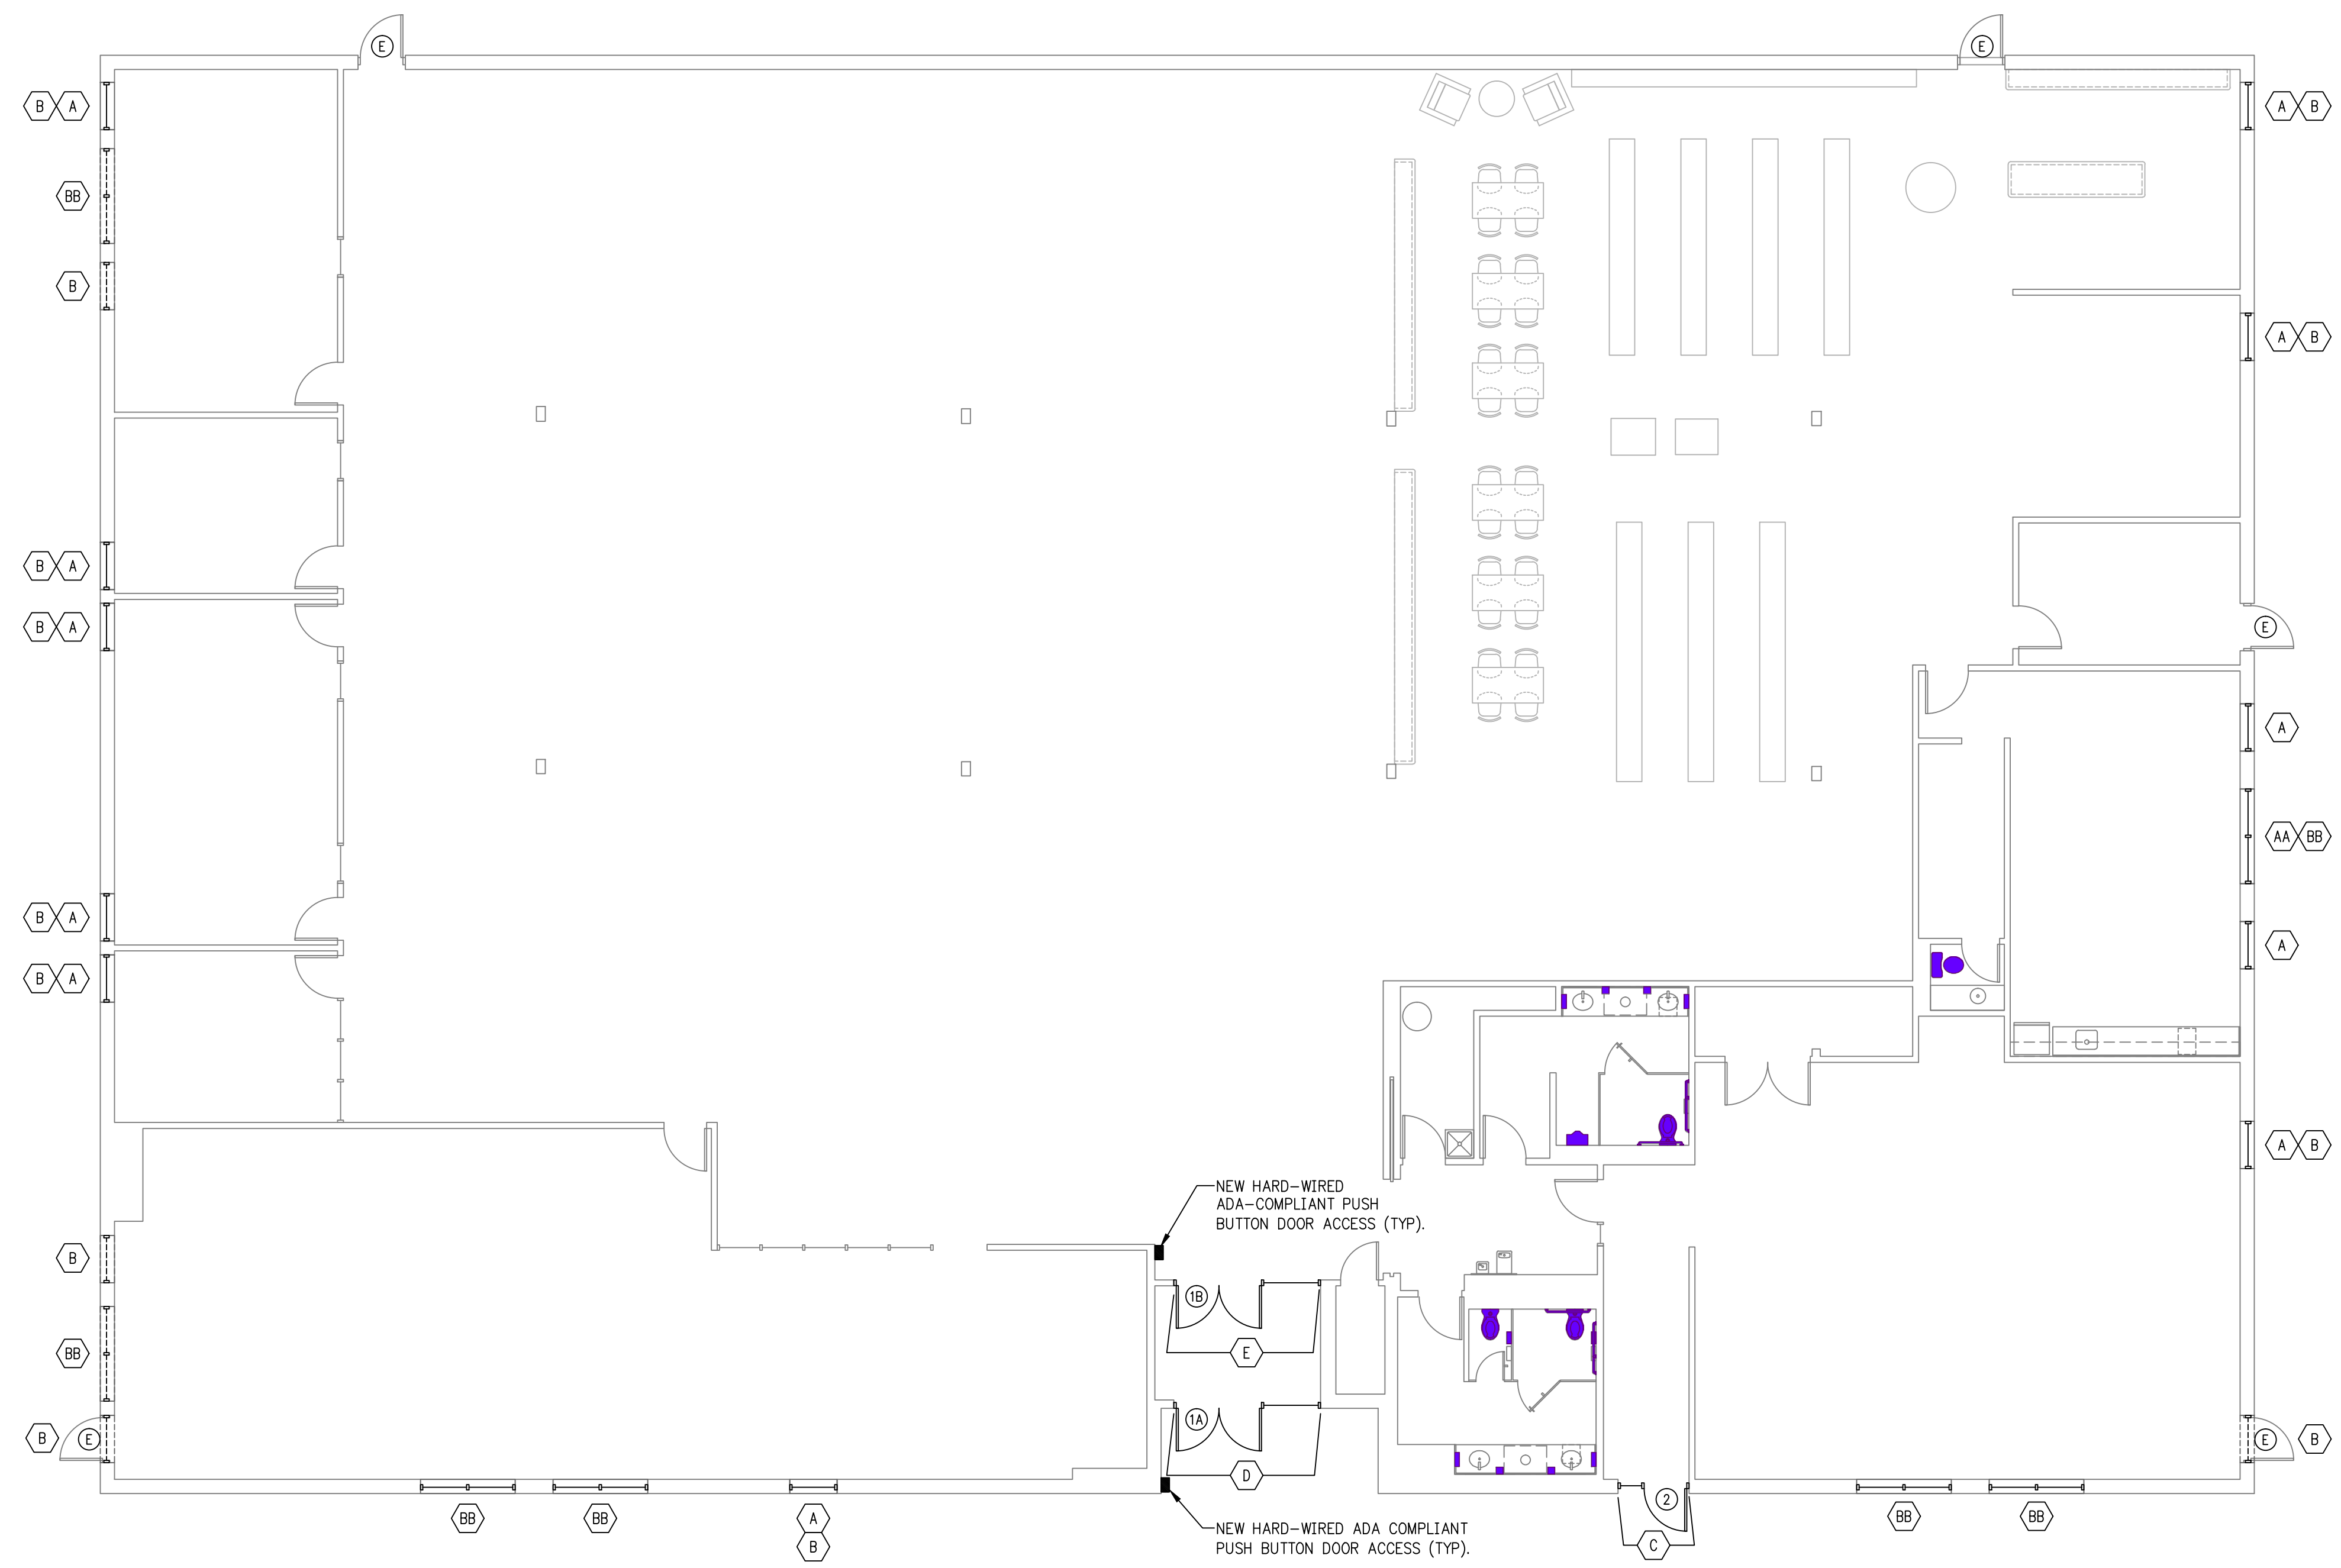 E
E
B A
A B
BB
B
A B
B A
B A
E
A
AA BB
B A
A
B A
A B
NEW HARD-WIRED
ADA-COMPLIANT PUSH
BUTTON DOOR ACCESS (TYP).
B
1B
BB
E
1A
B E
E B
D
2
BB
BB
A
B
NEW HARD-WIRED ADA COMPLIANT
PUSH BUTTON DOOR ACCESS (TYP).
C
BB
BB